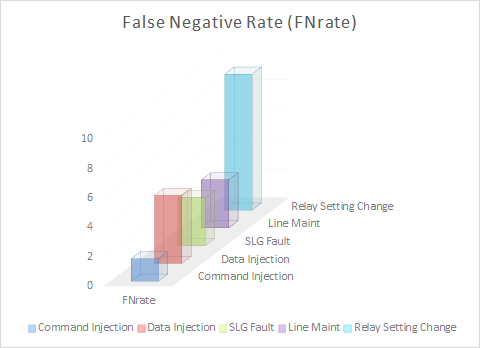 False Negative Rate (FNrate)
10
8
6
4
2
0
Relay Setting Change
Line Maint
SLG Fault
Data Injection
Command Injection
FNrate
Command Injection Data Injection SLG Fault Line Maint Relay Setting Change